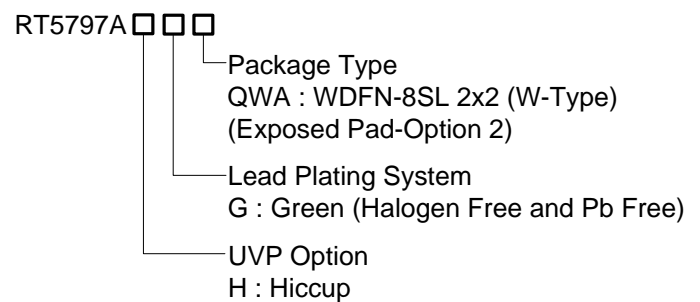 RT5797A□□□
Package Type
QWA : WDFN-8SL 2x2 (W-Type)
(Exposed Pad-Option 2)
Lead Plating System
G : Green (Halogen Free and Pb Free)
UVP Option
H : Hiccup